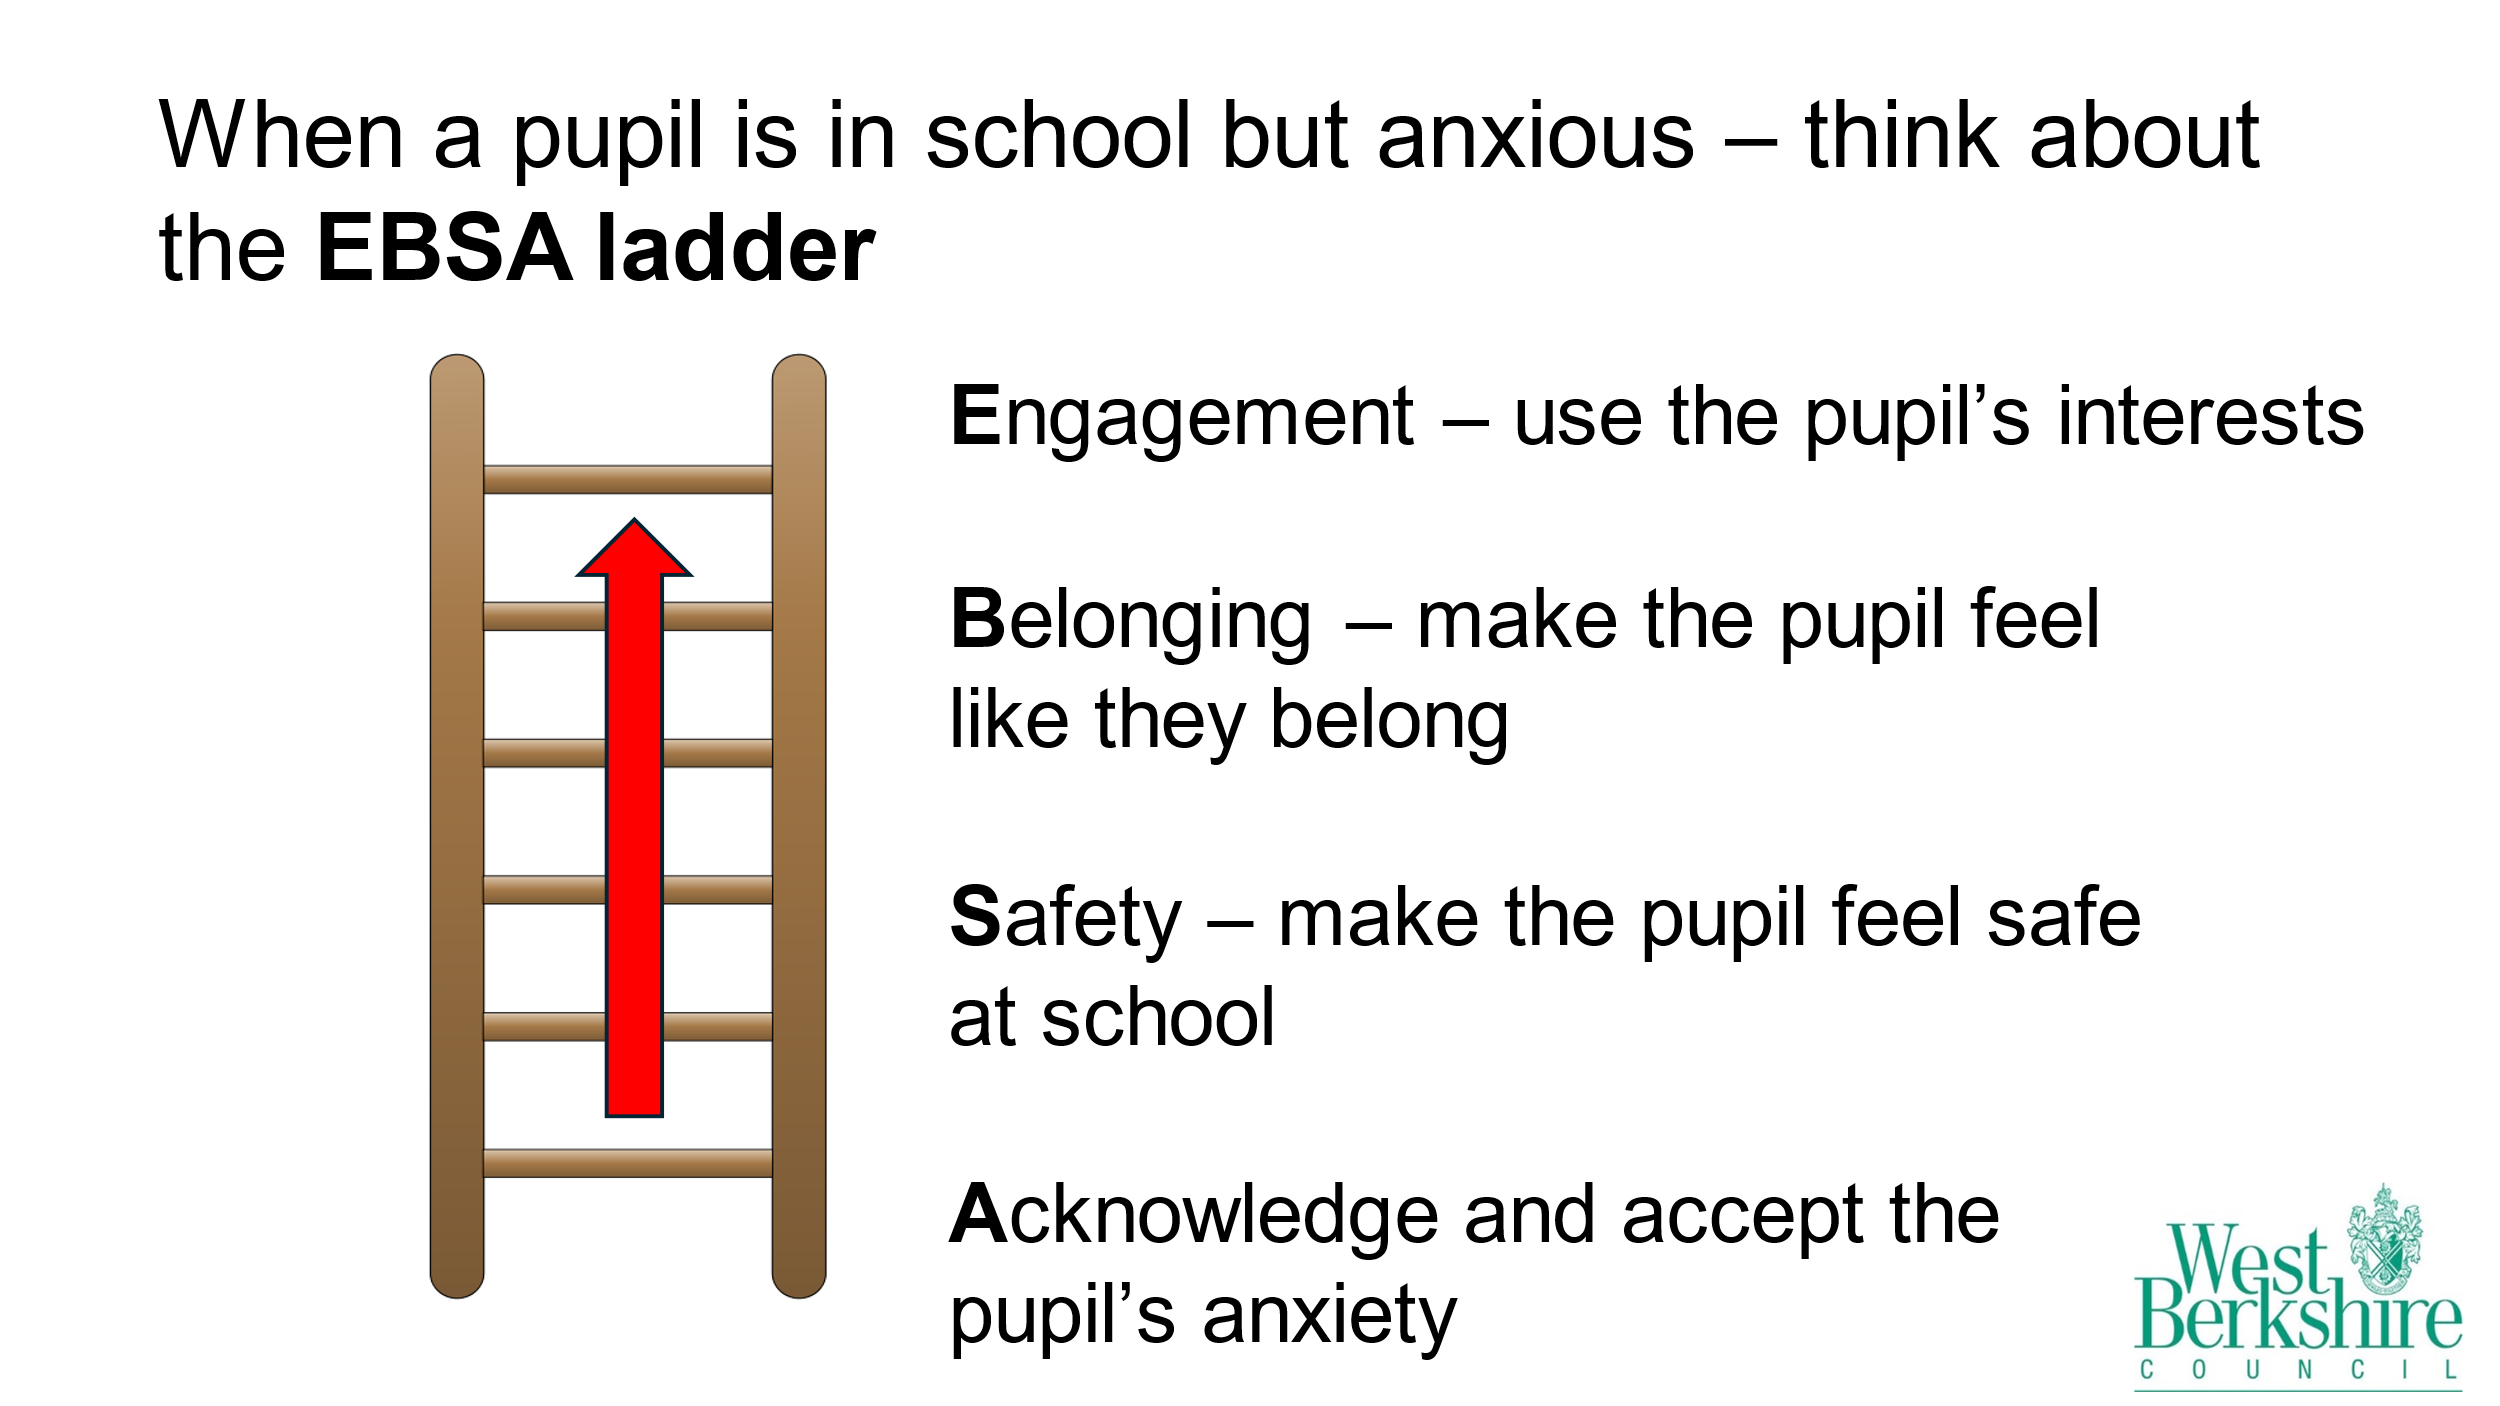 When a pupil is in school but anxious – think about
the EBSA ladder
Engagement – use the pupil’s interests
Belonging – make the pupil feel
like they belong
Safety – make the pupil feel safe
at school
Acknowledge and accept the
pupil’s anxiety
West
Berkshire
COUNCIL